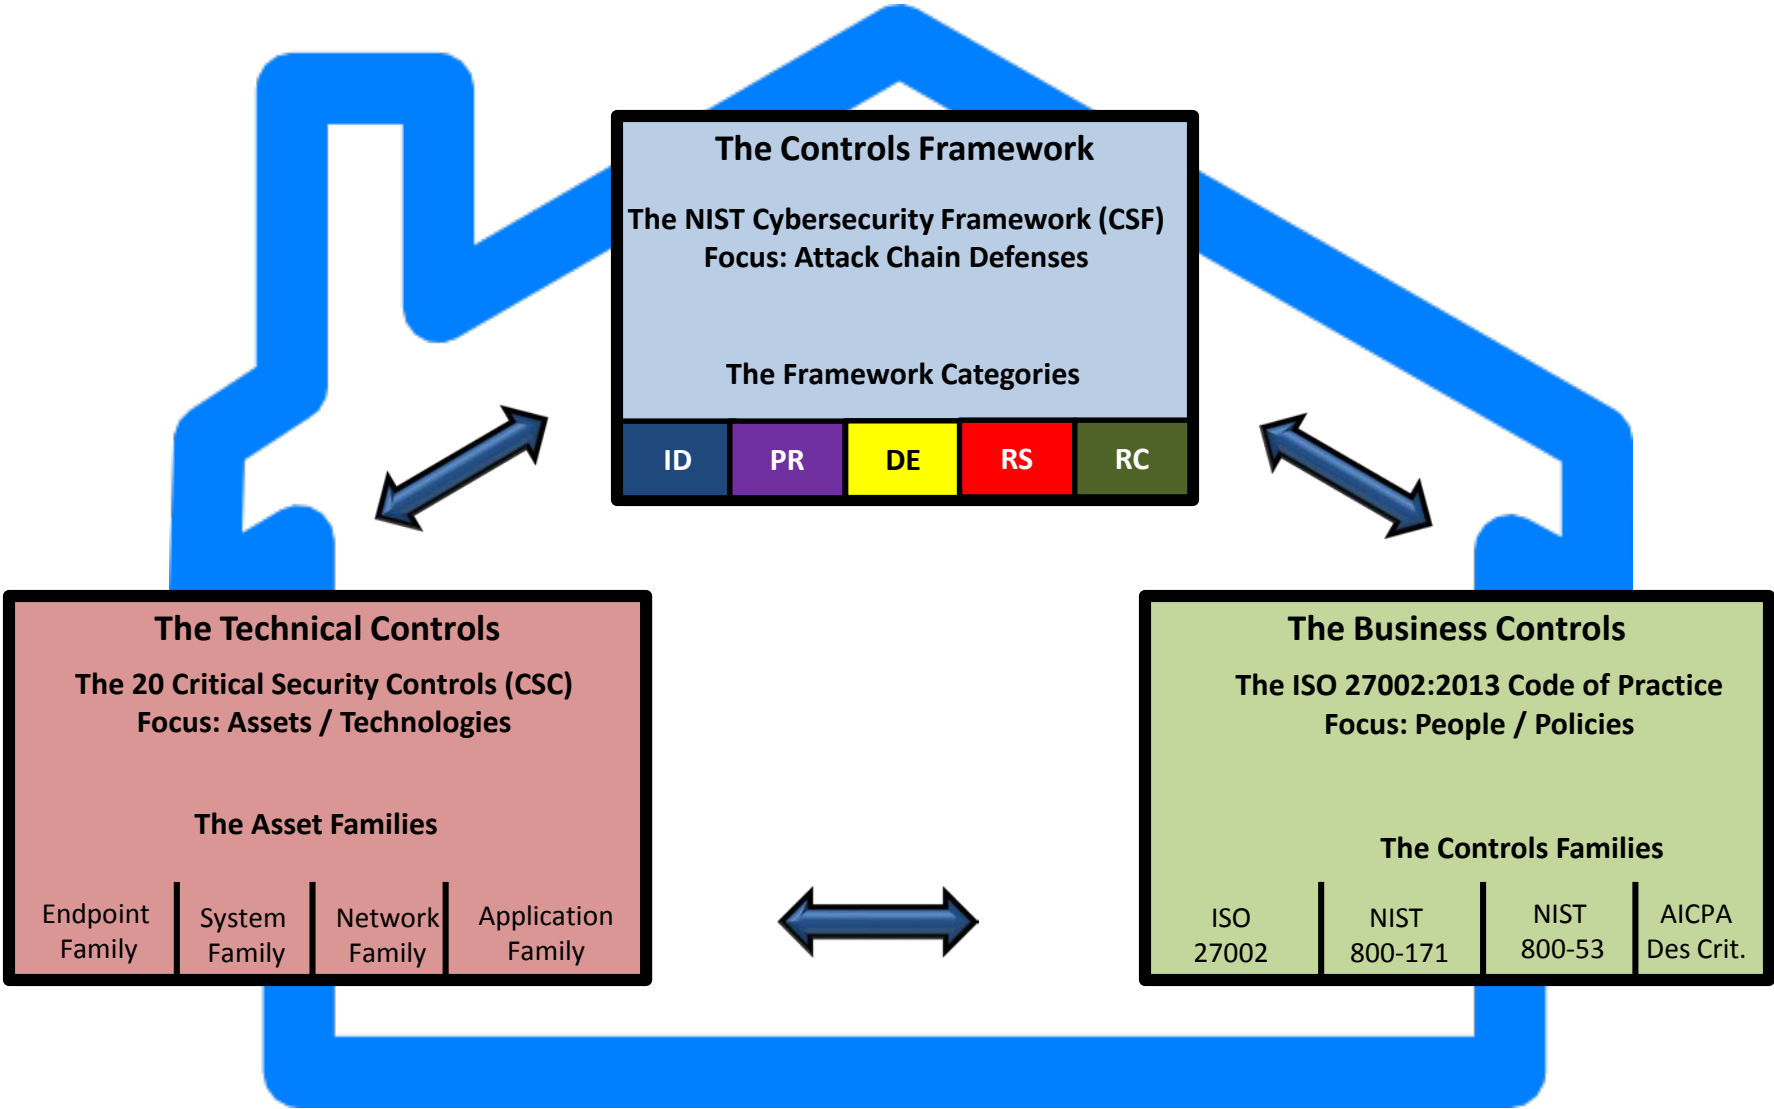 The Controls Framework
The NIST Cybersecurity Framework (CSF)
Focus: Attack Chain Defenses
The Framework Categories
ID PR DE RS RC
The Technical Controls
The 20 Critical Security Controls (CSC)
Focus: Assets / Technologies
The Asset Families
Endpoint
Family
System
Family
Network
Family
Application
Family
The Business Controls
The ISO 27002:2013 Code of Practice
Focus: People / Policies
The Controls Families
ISO
27002
NIST
800-171
NIST
800-53
AICPA
Des Crit.